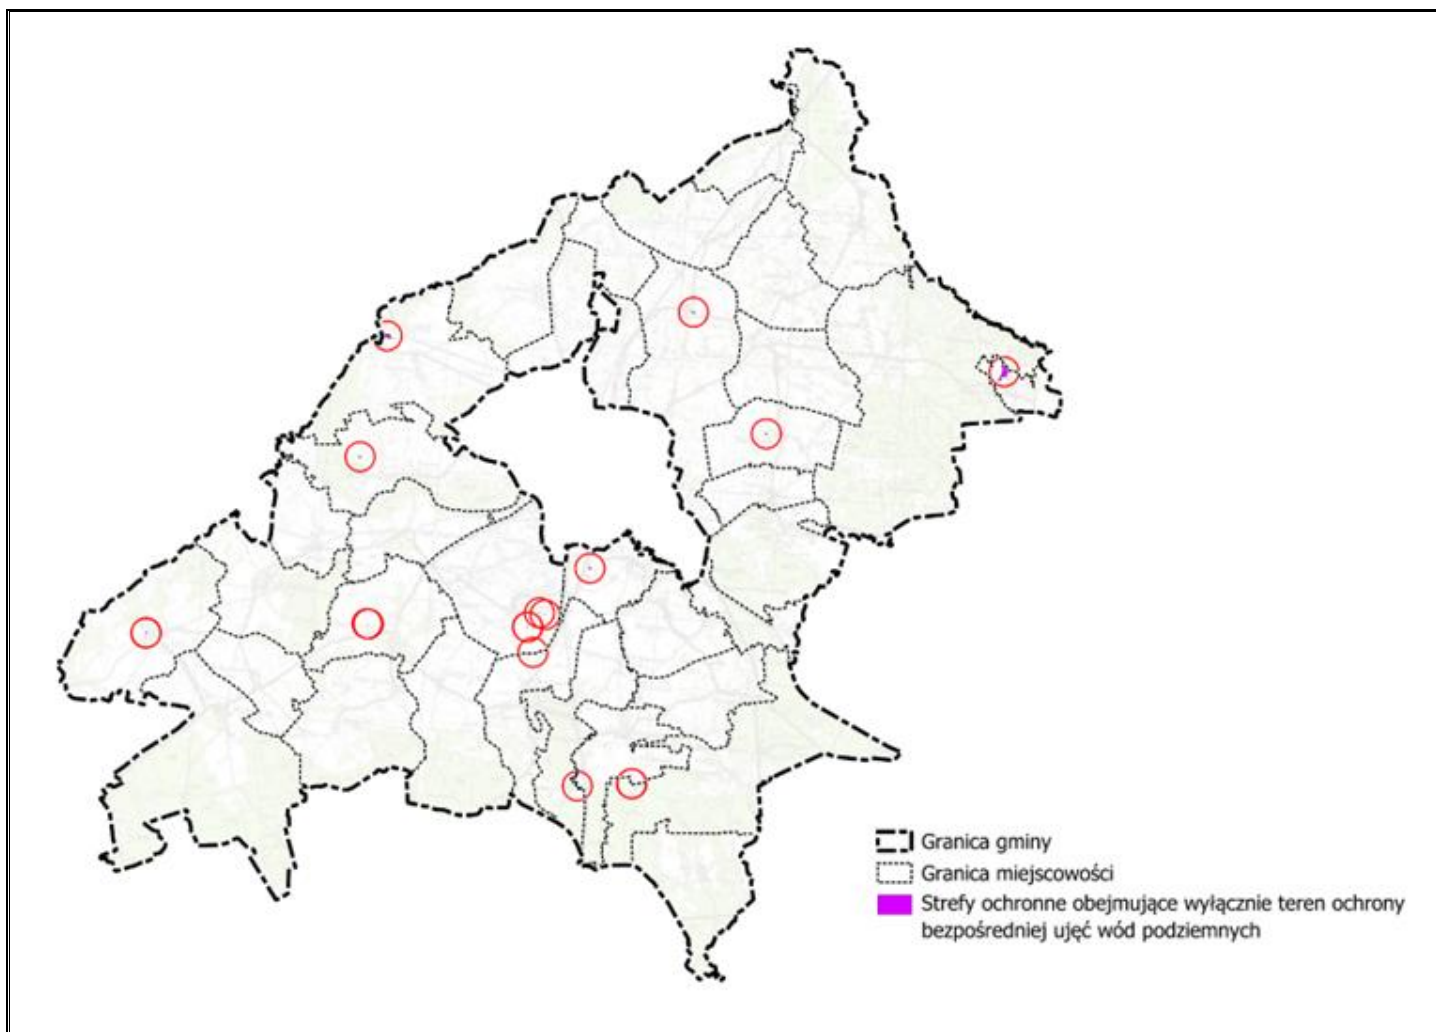 Granica gminy
Granica miejscowości
Strefy ochronne obejmujące wyłącznie teren ochrony
bezpośredniej ujęć wód podziemnych